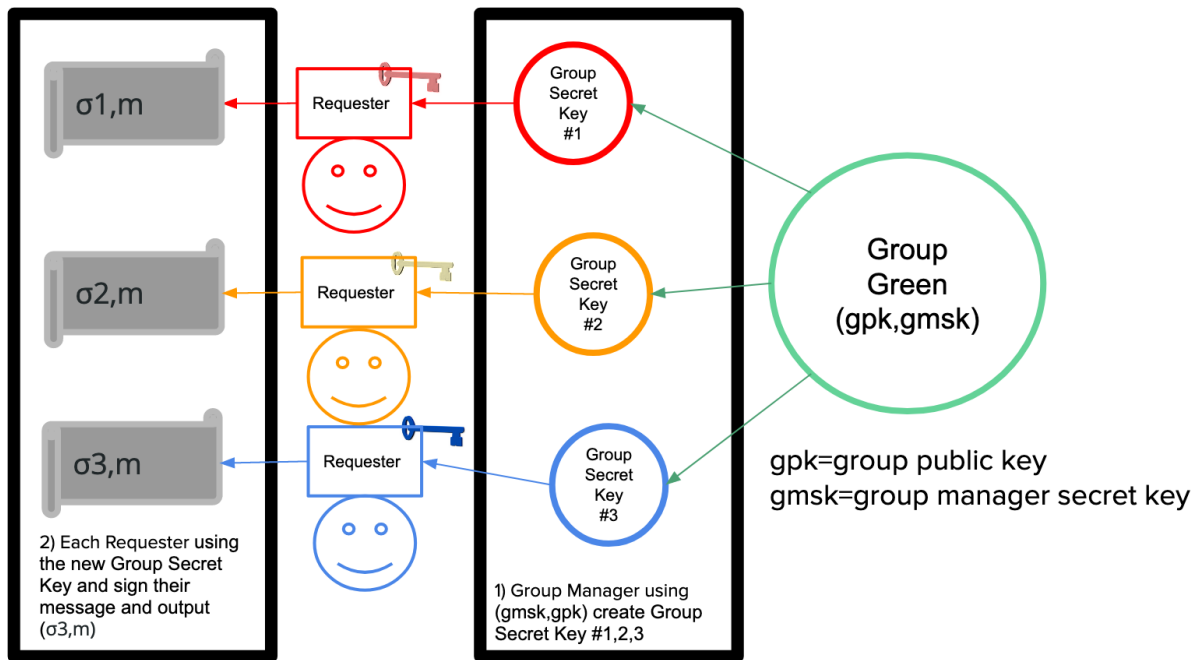 σ1,m
Requester
Group
Secret
Key
#1
σ2,m
Requester
Group
Secret
Key
#2
Group
Green
(gpk,gmsk)
σ3,m
Requester
Group
Secret
Key
#3
gpk=group public key
gmsk=group manager secret key
2) Each Requester using
the new Group Secret
Key and sign their
message and output
(σ3,m)
1) Group Manager using
(gmsk,gpk) create Group
Secret Key #1,2,3